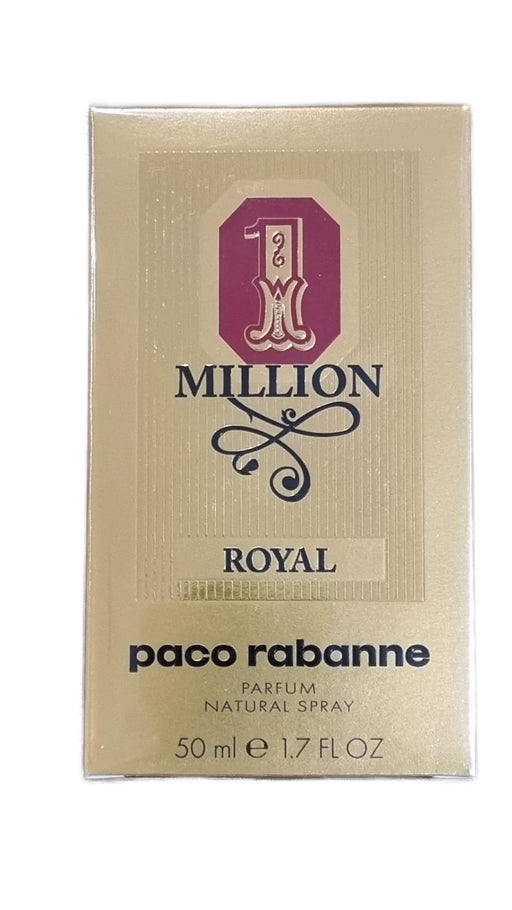 1
MILLION
ROYAL
paco rabanne
PARFUM
NATURAL SPRAY
50 ml ℮ 1.7 FL OZ